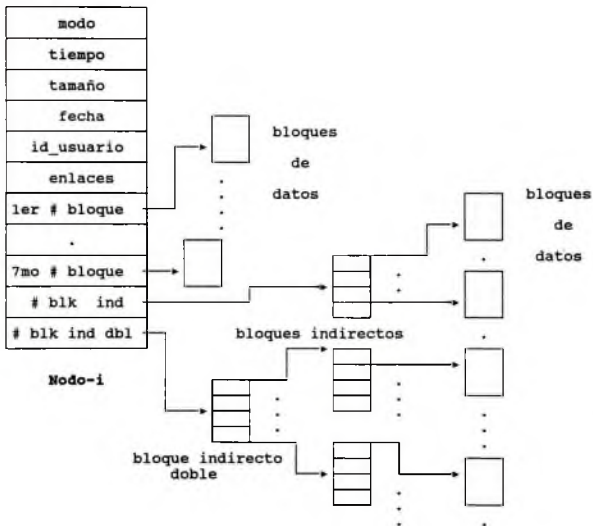 modo
tiempo
tamaño
fecha
id_usuario
enlaces
1er # bloque
.
7mo # bloque
# blk ind
# blk ind dbl
Nodo-i
bloques
de
datos
bloques
de
datos
bloques indirectos
bloque indirecto
doble